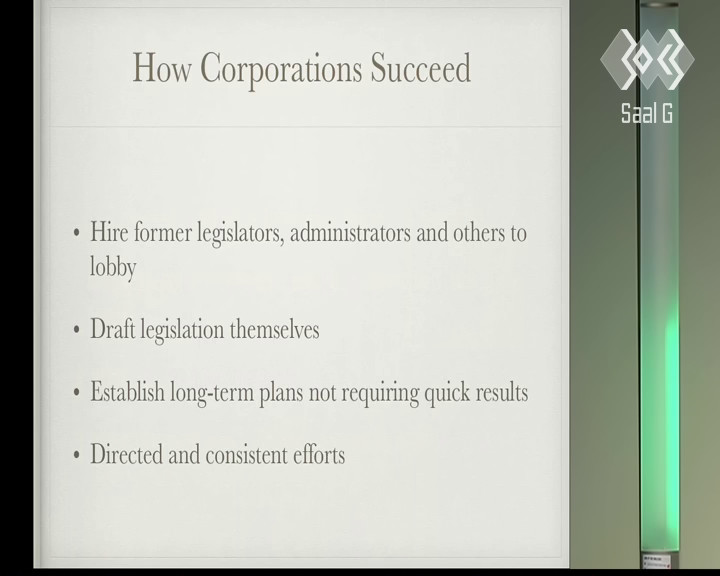 How Corporations Succeed
Saal G
• Hire former legislators, administrators and others to
lobby
• Draft legislation themselves
• Establish long-term plans not requiring quick results
• Directed and consistent efforts